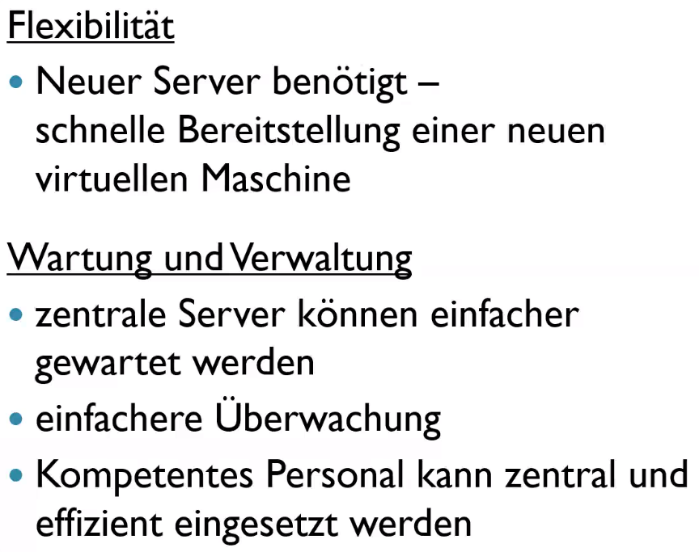 Flexibilität
• Neuer Server benötigt –
schnelle Bereitstellung einer neuen
virtuellen Maschine
Wartung und Verwaltung
• zentrale Server können einfacher
gewartet werden
• einfachere Überwachung
• Kompetentes Personal kann zentral und
effizient eingesetzt werden